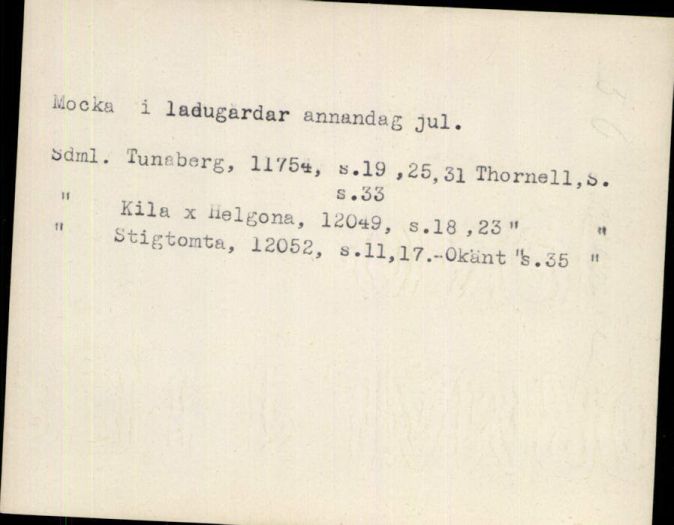 Mocka i ladugårdar annandag jul.
Sdml. Tunaberg, 11754, s.19 ,25,31 Thornell,S.
s.33
" Kila x Helgona, 12049, s.18 ,23 " "
" Stigtomta, 12052, s.11,17.-Okänt "s.35 "